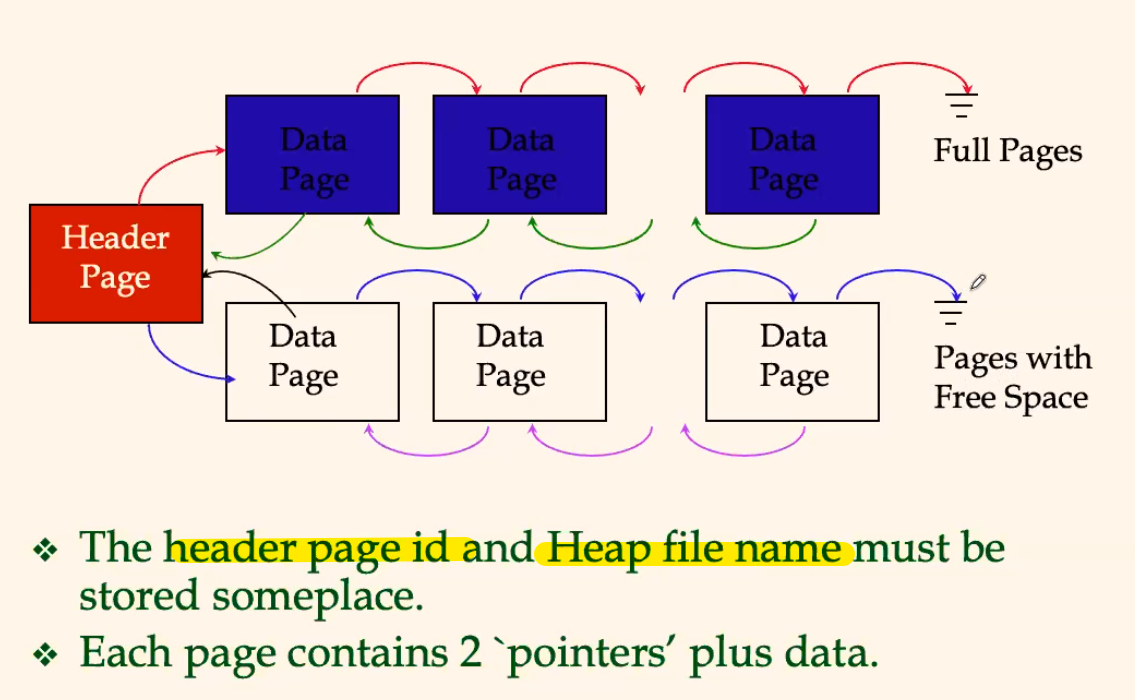 Data
Page
Data
Page
Data
Page
Full Pages
Header
Page
Data
Page
Data
Page
Data
Page
Pages with
Free Space
❖ The header page id and Heap file name must be
stored someplace.
❖ Each page contains 2 `pointers’ plus data.